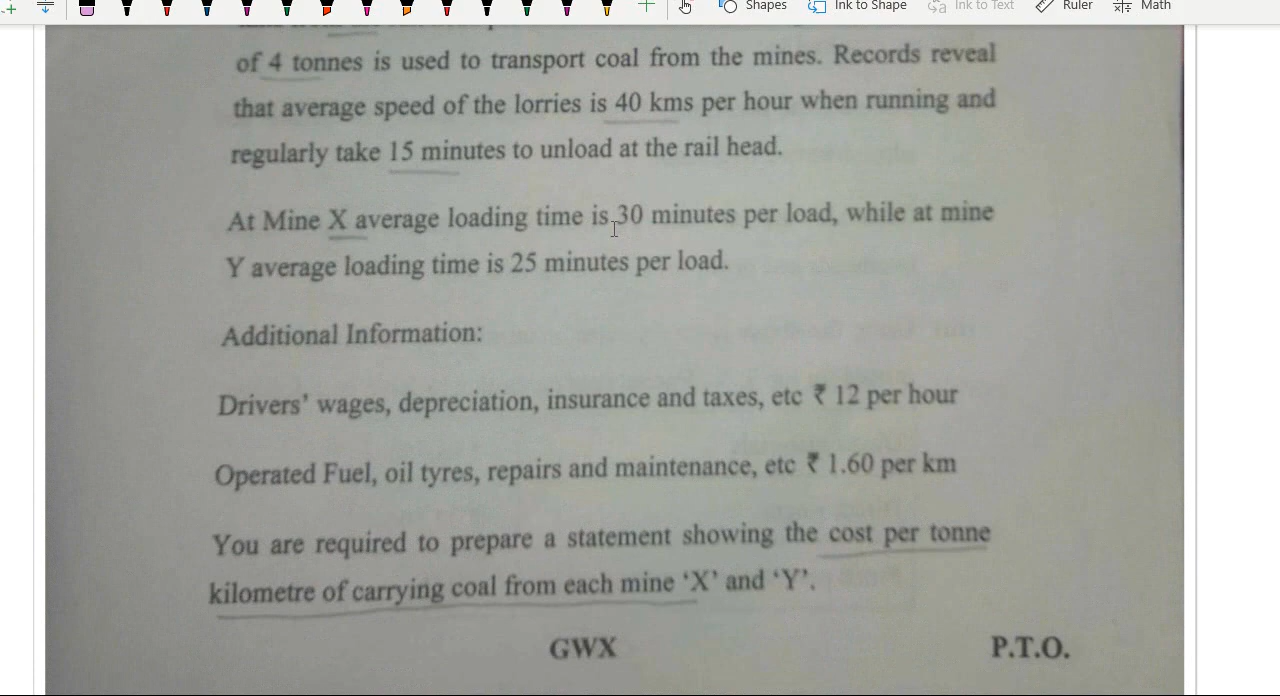 Shapes Ink to Shape Ink to Text Ruler Math
of 4 tonnes is used to transport coal from the mines. Records reveal
that average speed of the lorries is 40 kms per hour when running and
regularly take 15 minutes to unload at the rail head.
At Mine X average loading time is 30 minutes per load, while at mine
Y average loading time is 25 minutes per load.
Additional Information:
Drivers' wages, depreciation, insurance and taxes, etc ₹ 12 per hour
Operated Fuel, oil tyres, repairs and maintenance, etc ₹ 1.60 per km
You are required to prepare a statement showing the cost per tonne
kilometre of carrying coal from each mine 'X' and 'Y'.
GWX P.T.O.